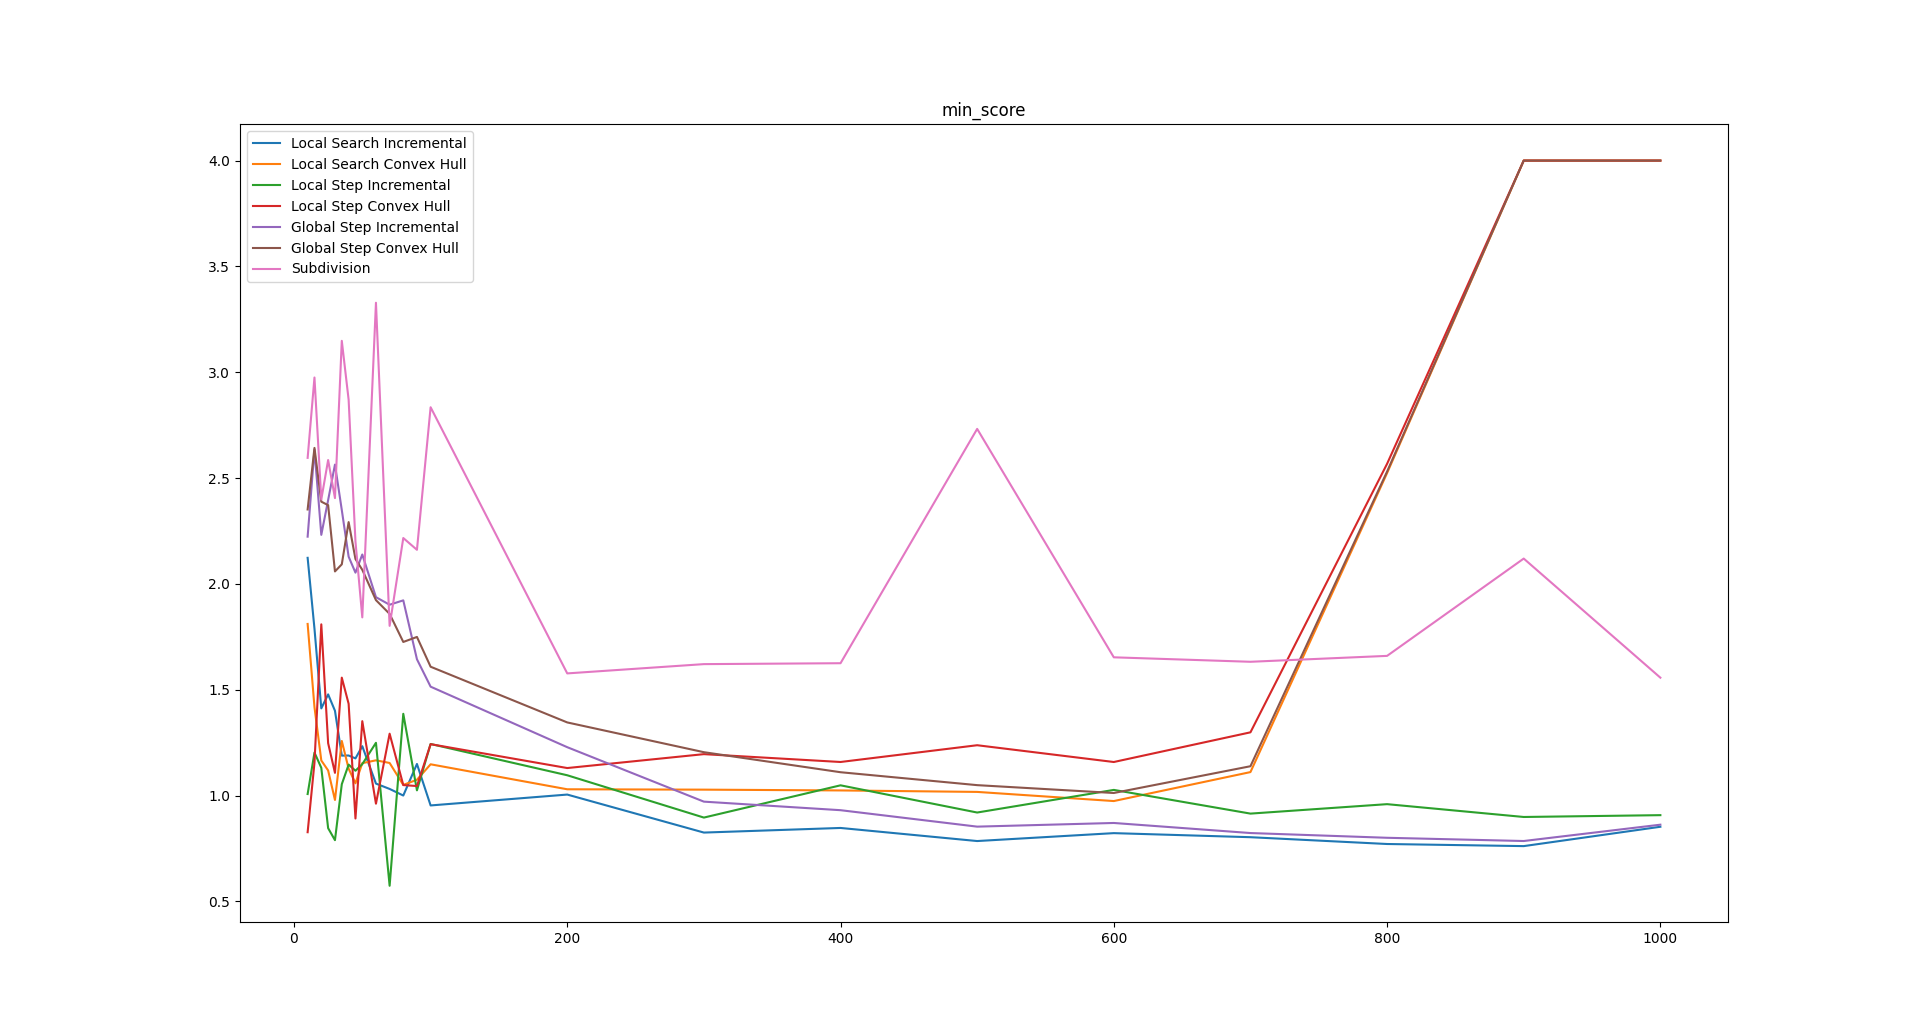 min_score
Local Search Incremental
Local Search Convex Hull
Local Step Incremental
Local Step Convex Hull
Global Step Incremental
Global Step Convex Hull
Subdivision
4.0
3.5
3.0
2.5
2.0
1.5
1.0
0.5
0 200 400 600 800 1000